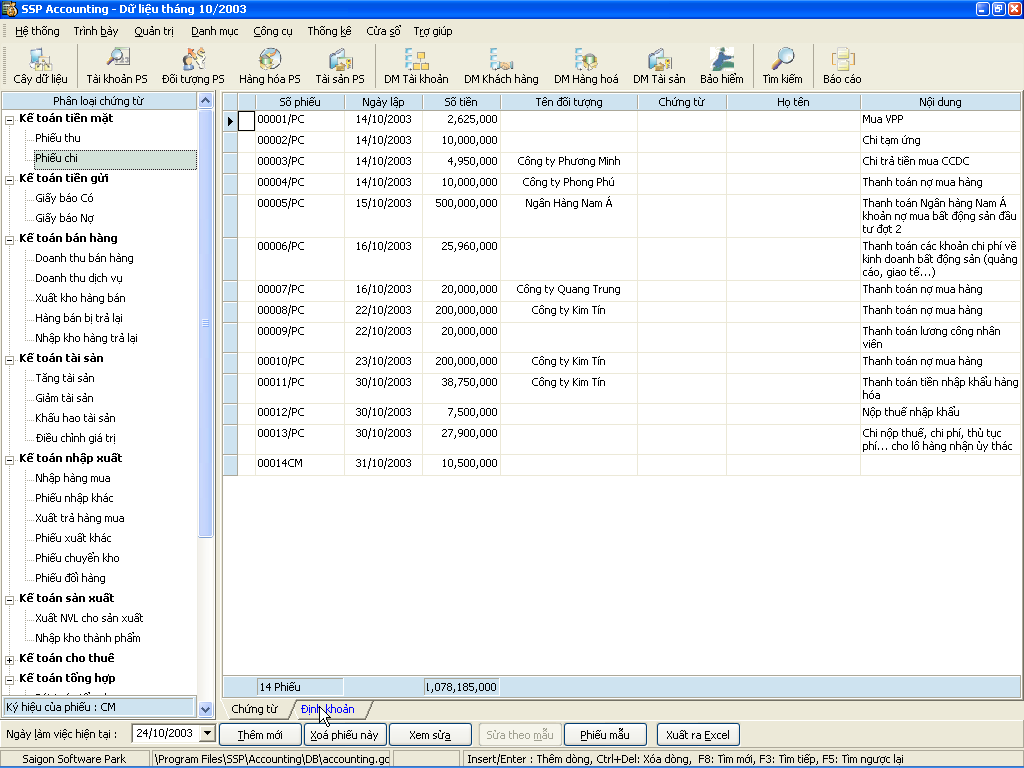 SSP Accounting - Dữ liệu tháng 10/2003
Hệ thống Trình bày Quản trị Danh mục Công cụ Thống kê Cửa sổ Trợ giúp
Cây dữ liệu Tài khoản PS Đối tượng PS Hàng hóa PS Tài sản PS DM Tài khoản DM Khách hàng DM Hàng hoá DM Tài sản Bảo hiểm Tìm kiếm Báo cáo
Phân loại chứng từ
Kế toán tiền mặt
Phiếu thu
Phiếu chi
Kế toán tiền gửi
Giấy báo Có
Giấy báo Nợ
Kế toán bán hàng
Doanh thu bán hàng
Doanh thu dịch vụ
Xuất kho hàng bán
Hàng bán bị trả lại
Nhập kho hàng trả lại
Kế toán tài sản
Tăng tài sản
Giảm tài sản
Khấu hao tài sản
Điều chỉnh giá trị
Kế toán nhập xuất
Nhập hàng mua
Phiếu nhập khác
Xuất trả hàng mua
Phiếu xuất khác
Phiếu chuyển kho
Phiếu đổi hàng
Kế toán sản xuất
Xuất NVL cho sản xuất
Nhập kho thành phẩm
Kế toán cho thuê
Kế toán tổng hợp
Ký hiệu của phiếu : CM
Số phiếu Ngày lập Số tiền Tên đối tượng Chứng từ Họ tên Nội dung
00001/PC 14/10/2003 2,625,000 Mua VPP
00002/PC 14/10/2003 10,000,000 Chi tạm ứng
00003/PC 14/10/2003 4,950,000 Công ty Phương Minh Chi trả tiền mua CCDC
00004/PC 14/10/2003 10,000,000 Công ty Phong Phú Thanh toán nợ mua hàng
00005/PC 15/10/2003 500,000,000 Ngân Hàng Nam Á Thanh toán Ngân hàng Nam Á
khoản nợ mua bất động sản đầu
tư đợt 2
00006/PC 16/10/2003 25,960,000 Thanh toán các khoản chi phí về
kinh doanh bất động sản (quảng
cáo, giao tế...)
00007/PC 16/10/2003 20,000,000 Công ty Quang Trung Thanh toán nợ mua hàng
00008/PC 22/10/2003 200,000,000 Công ty Kim Tín Thanh toán nợ mua hàng
00009/PC 22/10/2003 20,000,000 Thanh toán lương công nhân
viên
00010/PC 23/10/2003 200,000,000 Công ty Kim Tín Thanh toán nợ mua hàng
00011/PC 30/10/2003 38,750,000 Công ty Kim Tín Thanh toán tiền nhập khẩu hàng
hóa
00012/PC 30/10/2003 7,500,000 Nộp thuế nhập khẩu
00013/PC 30/10/2003 27,900,000 Chi nộp thuế, chi phí, thủ tục
phí... cho lô hàng nhận ủy thác
00014CM 31/10/2003 10,500,000
14 Phiếu 1,078,185,000
Chứng từ Định khoản
Ngày làm việc hiện tại : 24/10/2003 Thêm mới Xoá phiếu này Xem sửa Sửa theo mẫu Phiếu mẫu Xuất ra Excel
Saigon Software Park \Program Files\SSP\Accounting\DB\accounting.gc Insert/Enter : Thêm dòng, Ctrl+Del: Xóa dòng, F8: Tìm mới, F3: Tìm tiếp, F5: Tìm ngược lại